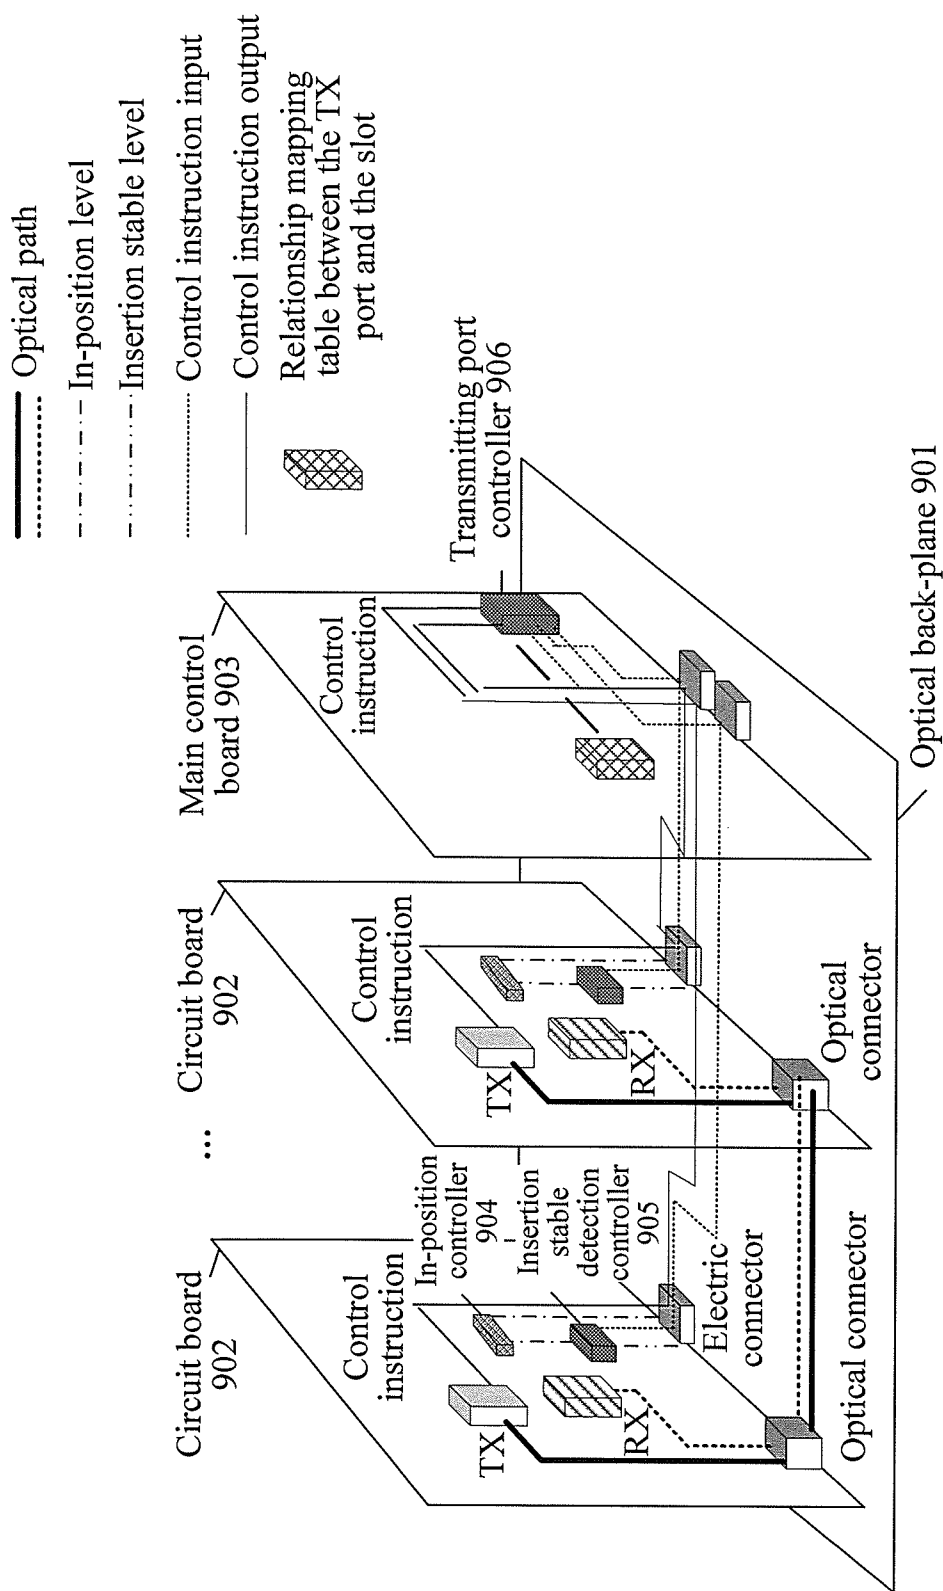 Optical path
In-position level
Insertion stable level
Control instruction input
Control instruction output
Relationship mapping
table between the TX
port and the slot
Transmitting port
controller 906
Main control
board 903
Control
instruction
Circuit board
902
Control
instruction
TX
RX
Optical
connector
...
Circuit board
902
Control
instruction
TX
RX
In-position
controller
904
Insertion
stable
detection
controller
905
Electric
connector
Optical connector
Optical back-plane 901